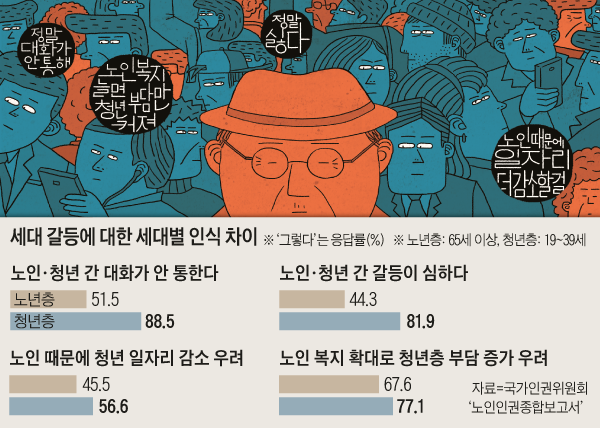 정말
대화가
안 통해
노인복지
늘면
청년 부담만
커져
정말
싫다
노인 때문에
일자리
더 감소할걸
세대 갈등에 대한 세대별 인식 차이 ※ ‘그렇다’는 응답률(%) ※ 노년층: 65세 이상, 청년층: 19~39세
노인·청년 간 대화가 안 통한다
노년층 51.5
청년층 88.5
노인·청년 간 갈등이 심하다
44.3
81.9
노인 때문에 청년 일자리 감소 우려
45.5
56.6
노인 복지 확대로 청년층 부담 증가 우려
67.6
77.1
자료=국가인권위원회
‘노인인권종합보고서’